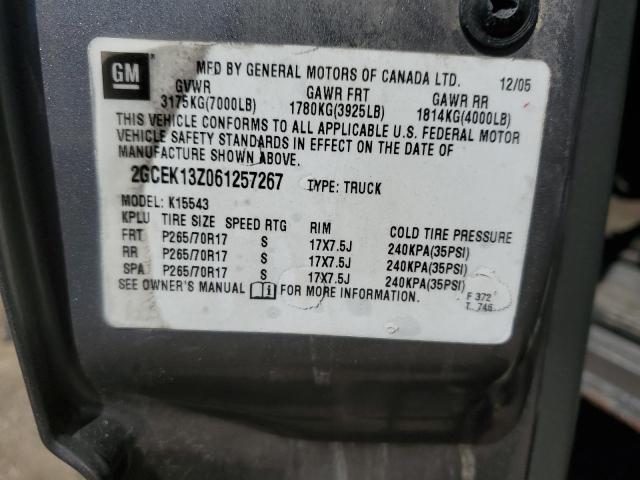 GM
MFD BY GENERAL MOTORS OF CANADA LTD. 12/05
GVWR GAWR FRT GAWR RR
3175KG(7000LB) 1780KG(3925LB) 1814KG(4000LB)
THIS VEHICLE CONFORMS TO ALL APPLICABLE U.S. FEDERAL MOTOR
VEHICLE SAFETY STANDARDS IN EFFECT ON THE DATE OF
MANUFACTURE SHOWN ABOVE.
2GCEK13Z061257267 TYPE: TRUCK
MODEL: K15543
KPLU TIRE SIZE SPEED RTG RIM COLD TIRE PRESSURE
FRT P265/70R17 S 17X7.5J 240KPA(35PSI)
RR P265/70R17 S 17X7.5J 240KPA(35PSI)
SPA P265/70R17 S 17X7.5J 240KPA(35PSI)
SEE OWNER'S MANUAL FOR MORE INFORMATION.
F 372
T 746